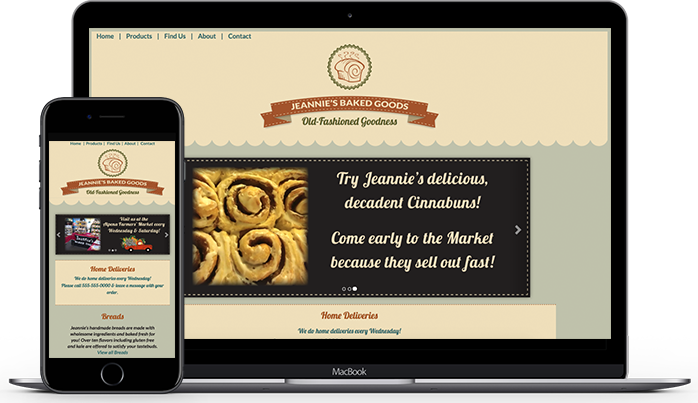 Home | Products | Find Us | About | Contact
JEANNIE'S BAKED GOODS
Old-Fashioned Goodness
Try Jeannie's delicious,
decadent Cinnabuns!
Come early to the Market
because they sell out fast!
Home Deliveries
We do home deliveries every Wednesday!
MacBook
Home | Products | Find Us | About | Contact
JEANNIE'S BAKED GOODS
Old-Fashioned Goodness
Visit us at the
Alpena Farmers' Market every
Wednesday & Saturday!
Home Deliveries
We do home deliveries every Wednesday!
Please call 555-555-0000 & leave a message with your
order.
Breads
Jeannie's handmade breads are made with
wholesome ingredients and baked fresh for
you! Over ten flavors including gluten free
and kale are offered to satisfy your tastebuds.
View all Breads